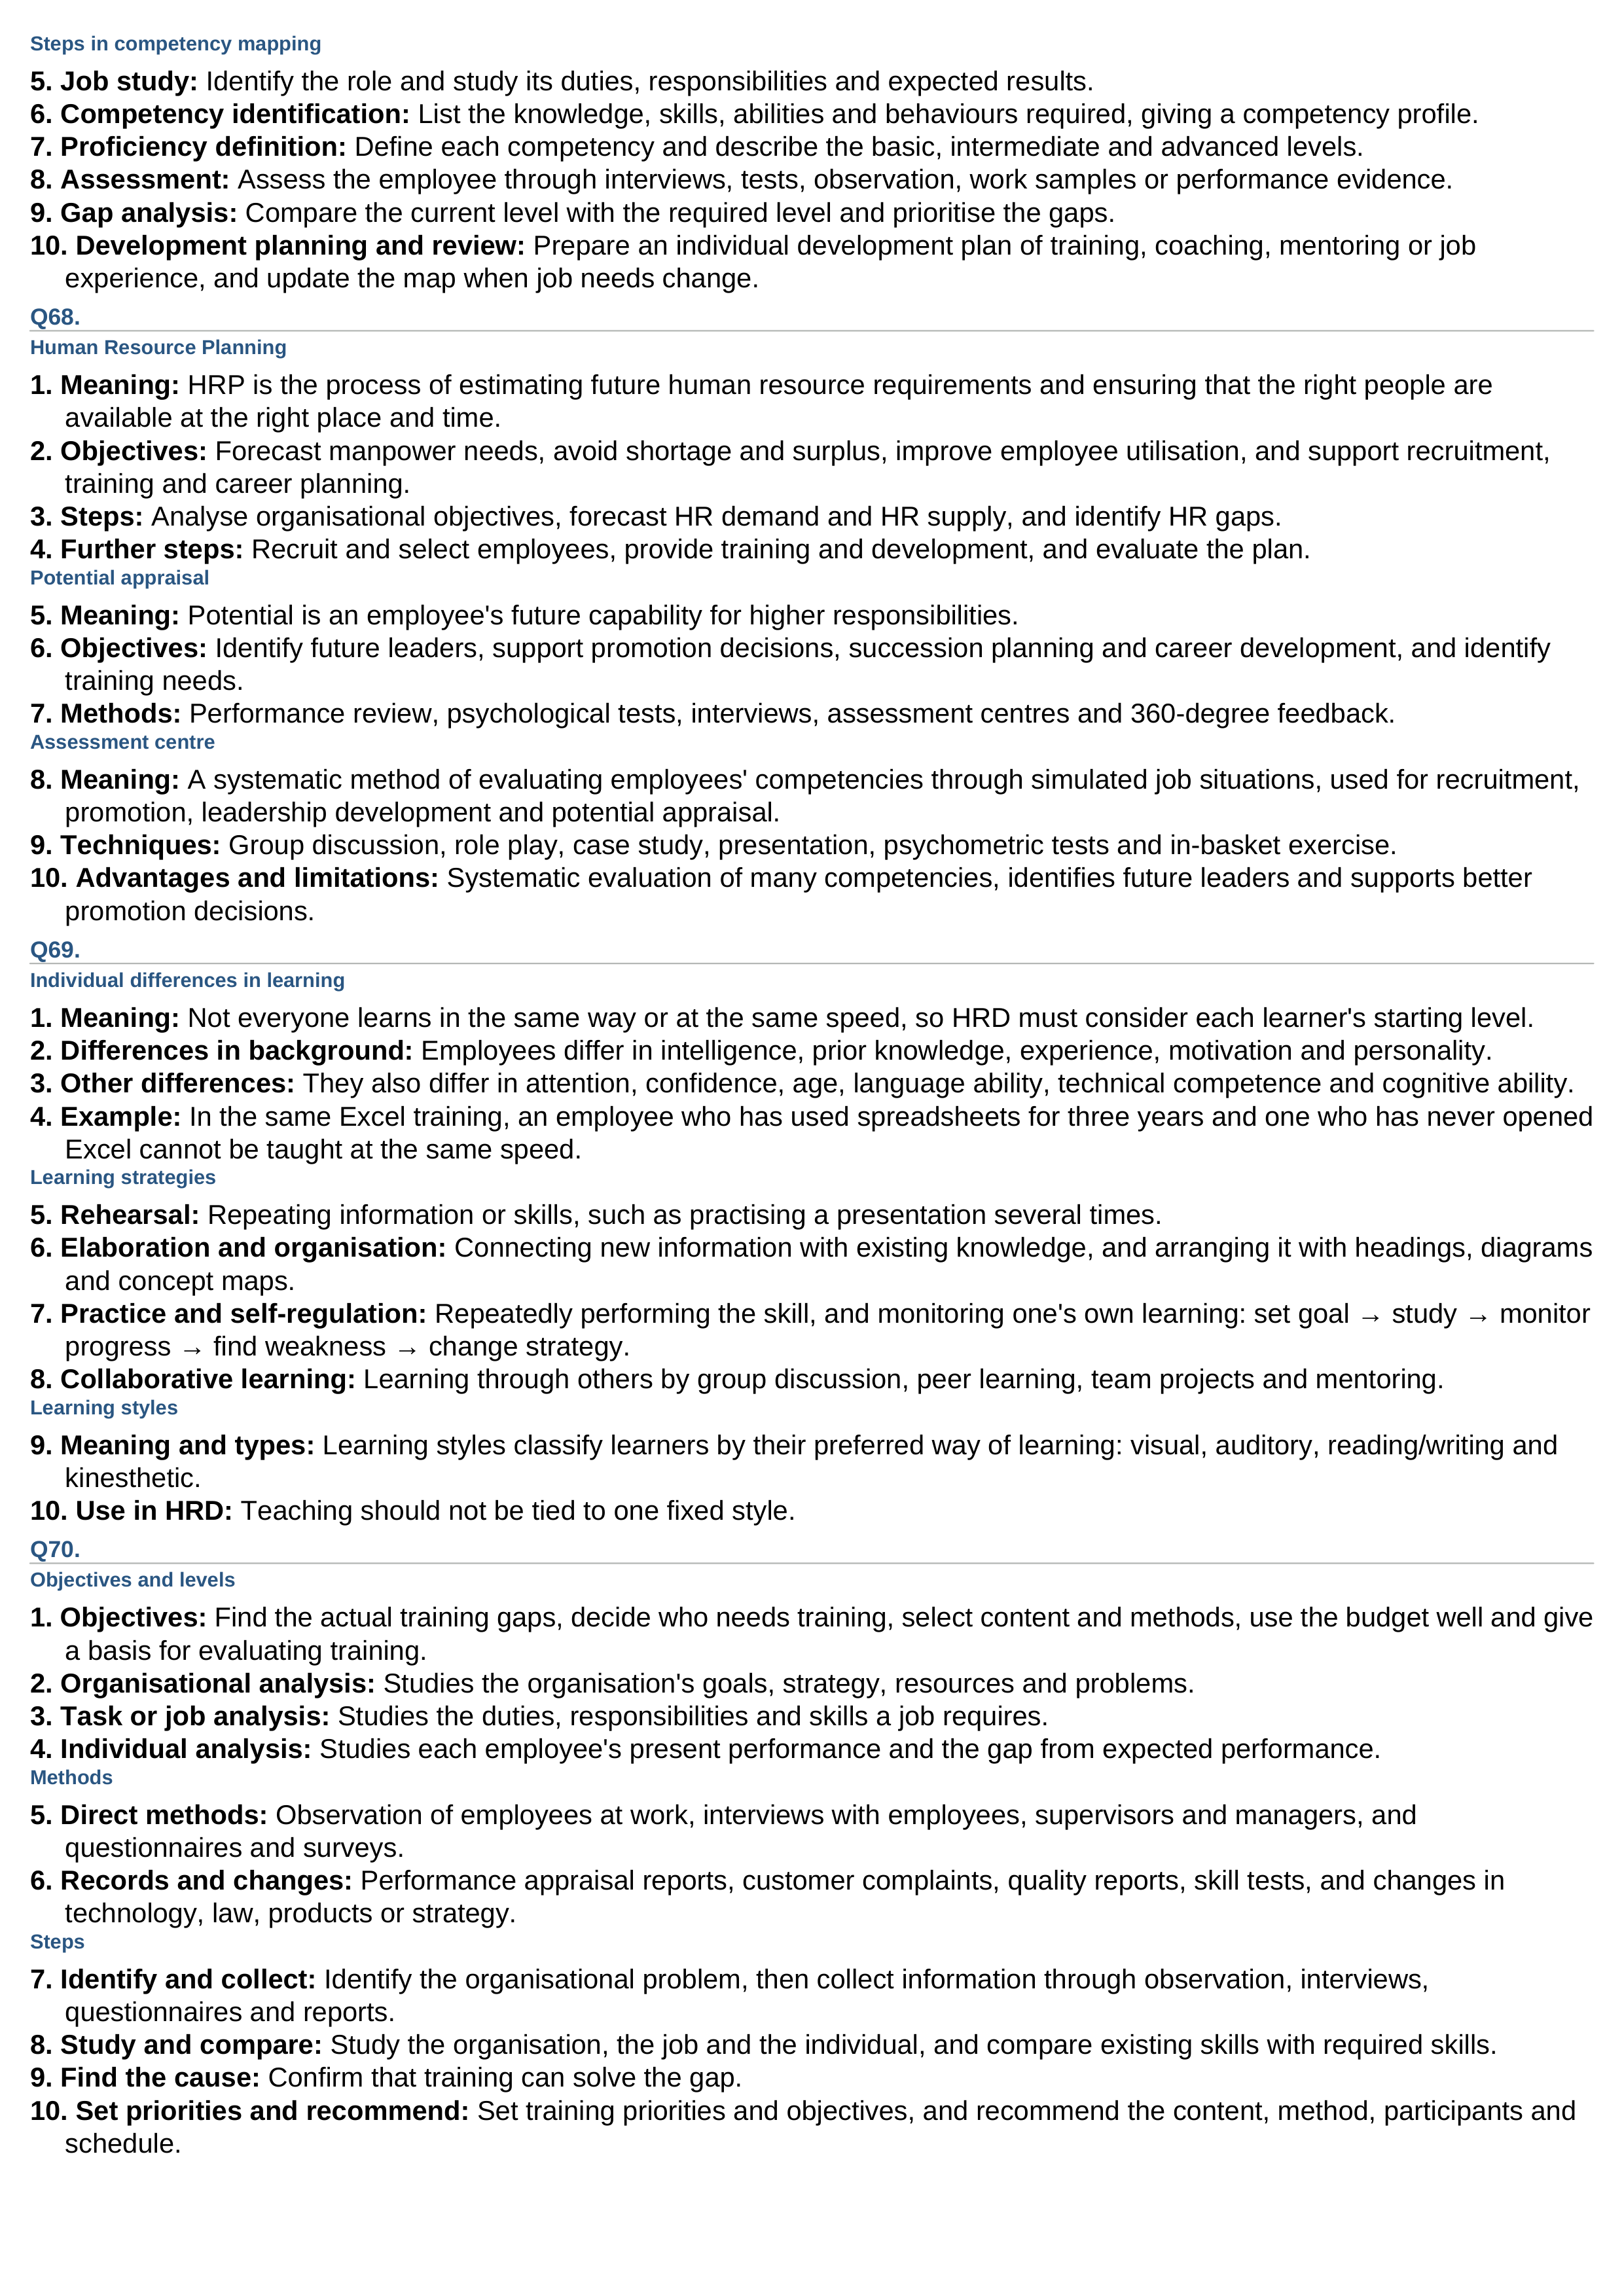 Steps in competency mapping
5. Job study: Identify the role and study its duties, responsibilities and expected results.
6. Competency identification: List the knowledge, skills, abilities and behaviours required, giving a competency profile.
7. Proficiency definition: Define each competency and describe the basic, intermediate and advanced levels.
8. Assessment: Assess the employee through interviews, tests, observation, work samples or performance evidence.
9. Gap analysis: Compare the current level with the required level and prioritise the gaps.
10. Development planning and review: Prepare an individual development plan of training, coaching, mentoring or job
experience, and update the map when job needs change.
Q68.
Human Resource Planning
1. Meaning: HRP is the process of estimating future human resource requirements and ensuring that the right people are
available at the right place and time.
2. Objectives: Forecast manpower needs, avoid shortage and surplus, improve employee utilisation, and support recruitment,
training and career planning.
3. Steps: Analyse organisational objectives, forecast HR demand and HR supply, and identify HR gaps.
4. Further steps: Recruit and select employees, provide training and development, and evaluate the plan.
Potential appraisal
5. Meaning: Potential is an employee's future capability for higher responsibilities.
6. Objectives: Identify future leaders, support promotion decisions, succession planning and career development, and identify
training needs.
7. Methods: Performance review, psychological tests, interviews, assessment centres and 360-degree feedback.
Assessment centre
8. Meaning: A systematic method of evaluating employees' competencies through simulated job situations, used for recruitment,
promotion, leadership development and potential appraisal.
9. Techniques: Group discussion, role play, case study, presentation, psychometric tests and in-basket exercise.
10. Advantages and limitations: Systematic evaluation of many competencies, identifies future leaders and supports better
promotion decisions.
Q69.
Individual differences in learning
1. Meaning: Not everyone learns in the same way or at the same speed, so HRD must consider each learner's starting level.
2. Differences in background: Employees differ in intelligence, prior knowledge, experience, motivation and personality.
3. Other differences: They also differ in attention, confidence, age, language ability, technical competence and cognitive ability.
4. Example: In the same Excel training, an employee who has used spreadsheets for three years and one who has never opened
Excel cannot be taught at the same speed.
Learning strategies
5. Rehearsal: Repeating information or skills, such as practising a presentation several times.
6. Elaboration and organisation: Connecting new information with existing knowledge, and arranging it with headings, diagrams
and concept maps.
7. Practice and self-regulation: Repeatedly performing the skill, and monitoring one's own learning: set goal → study → monitor
progress → find weakness → change strategy.
8. Collaborative learning: Learning through others by group discussion, peer learning, team projects and mentoring.
Learning styles
9. Meaning and types: Learning styles classify learners by their preferred way of learning: visual, auditory, reading/writing and
kinesthetic.
10. Use in HRD: Teaching should not be tied to one fixed style.
Q70.
Objectives and levels
1. Objectives: Find the actual training gaps, decide who needs training, select content and methods, use the budget well and give
a basis for evaluating training.
2. Organisational analysis: Studies the organisation's goals, strategy, resources and problems.
3. Task or job analysis: Studies the duties, responsibilities and skills a job requires.
4. Individual analysis: Studies each employee's present performance and the gap from expected performance.
Methods
5. Direct methods: Observation of employees at work, interviews with employees, supervisors and managers, and
questionnaires and surveys.
6. Records and changes: Performance appraisal reports, customer complaints, quality reports, skill tests, and changes in
technology, law, products or strategy.
Steps
7. Identify and collect: Identify the organisational problem, then collect information through observation, interviews,
questionnaires and reports.
8. Study and compare: Study the organisation, the job and the individual, and compare existing skills with required skills.
9. Find the cause: Confirm that training can solve the gap.
10. Set priorities and recommend: Set training priorities and objectives, and recommend the content, method, participants and
schedule.